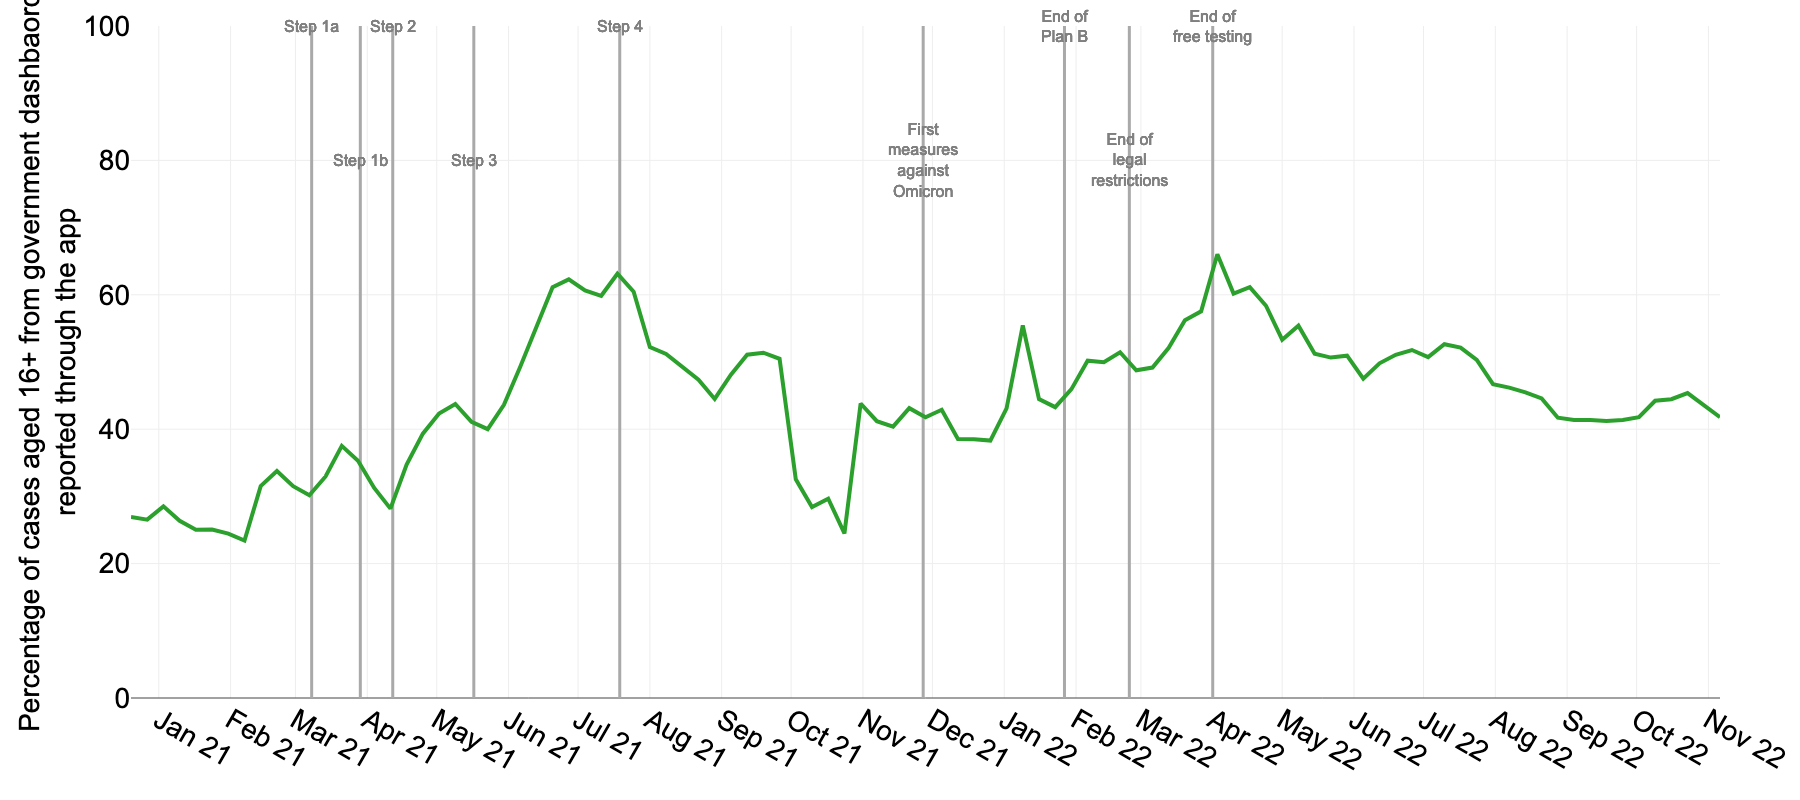 Percentage of cases aged 16+ from government dashbaord
reported through the app
100
80
60
40
20
0
Step 1a
Step 2
Step 4
End of
Plan B
End of
free testing
Step 1b
Step 3
First
measures
against
Omicron
End of
legal
restrictions
Jan 21
Feb 21
Mar 21
Apr 21
May 21
Jun 21
Jul 21
Aug 21
Sep 21
Oct 21
Nov 21
Dec 21
Jan 22
Feb 22
Mar 22
Apr 22
May 22
Jun 22
Jul 22
Aug 22
Sep 22
Oct 22
Nov 22